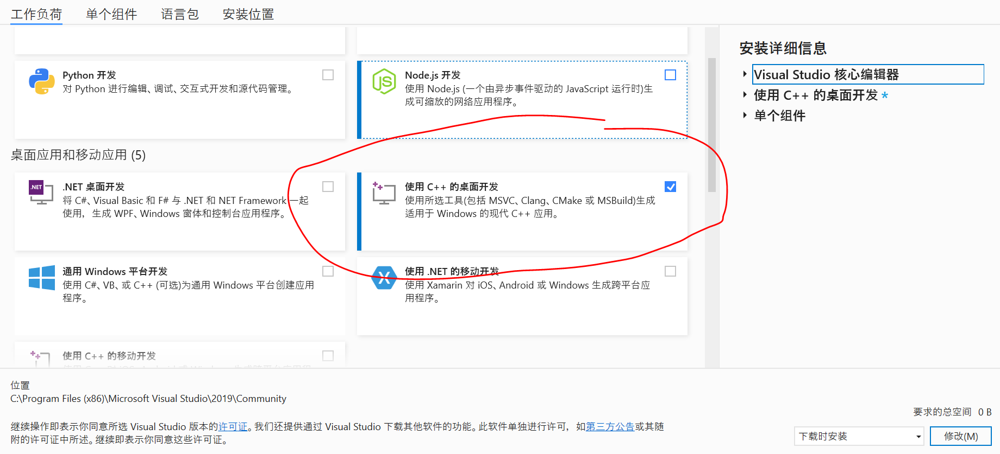 工作负荷 单个组件 语言包 安装位置
Python 开发
对 Python 进行编辑、调试、交互式开发和源代码管理。
Node.js 开发
使用 Node.js (一个由异步事件驱动的 JavaScript 运行时)生
成可缩放的网络应用程序。
桌面应用和移动应用 (5)
.NET
.NET 桌面开发
将 C#、Visual Basic 和 F# 与 .NET 和 NET Framework 一起
使用，生成 WPF、Windows 窗体和控制台应用程序。
使用 C++ 的桌面开发
使用所选工具(包括 MSVC、Clang、CMake 或 MSBuild)生成
适用于 Windows 的现代 C++ 应用。
通用 Windows 平台开发
使用 C#、VB、或 C++ (可选)为通用 Windows 平台创建应用
程序。
使用 .NET 的移动开发
使用 Xamarin 对 iOS、Android 或 Windows 生成跨平台应
用程序。
使用 C++ 的移动开发
安装详细信息
Visual Studio 核心编辑器
使用 C++ 的桌面开发 *
单个组件
位置
C:\Program Files (x86)\Microsoft Visual Studio\2019\Community
继续操作即表示你同意所选 Visual Studio 版本的许可证。我们还提供通过 Visual Studio 下载其他软件的功能。此软件单独进行许可，如第三方公告或其随
附的许可证中所述。继续即表示你同意这些许可证。
要求的总空间 0 B
下载时安装
修改(M)